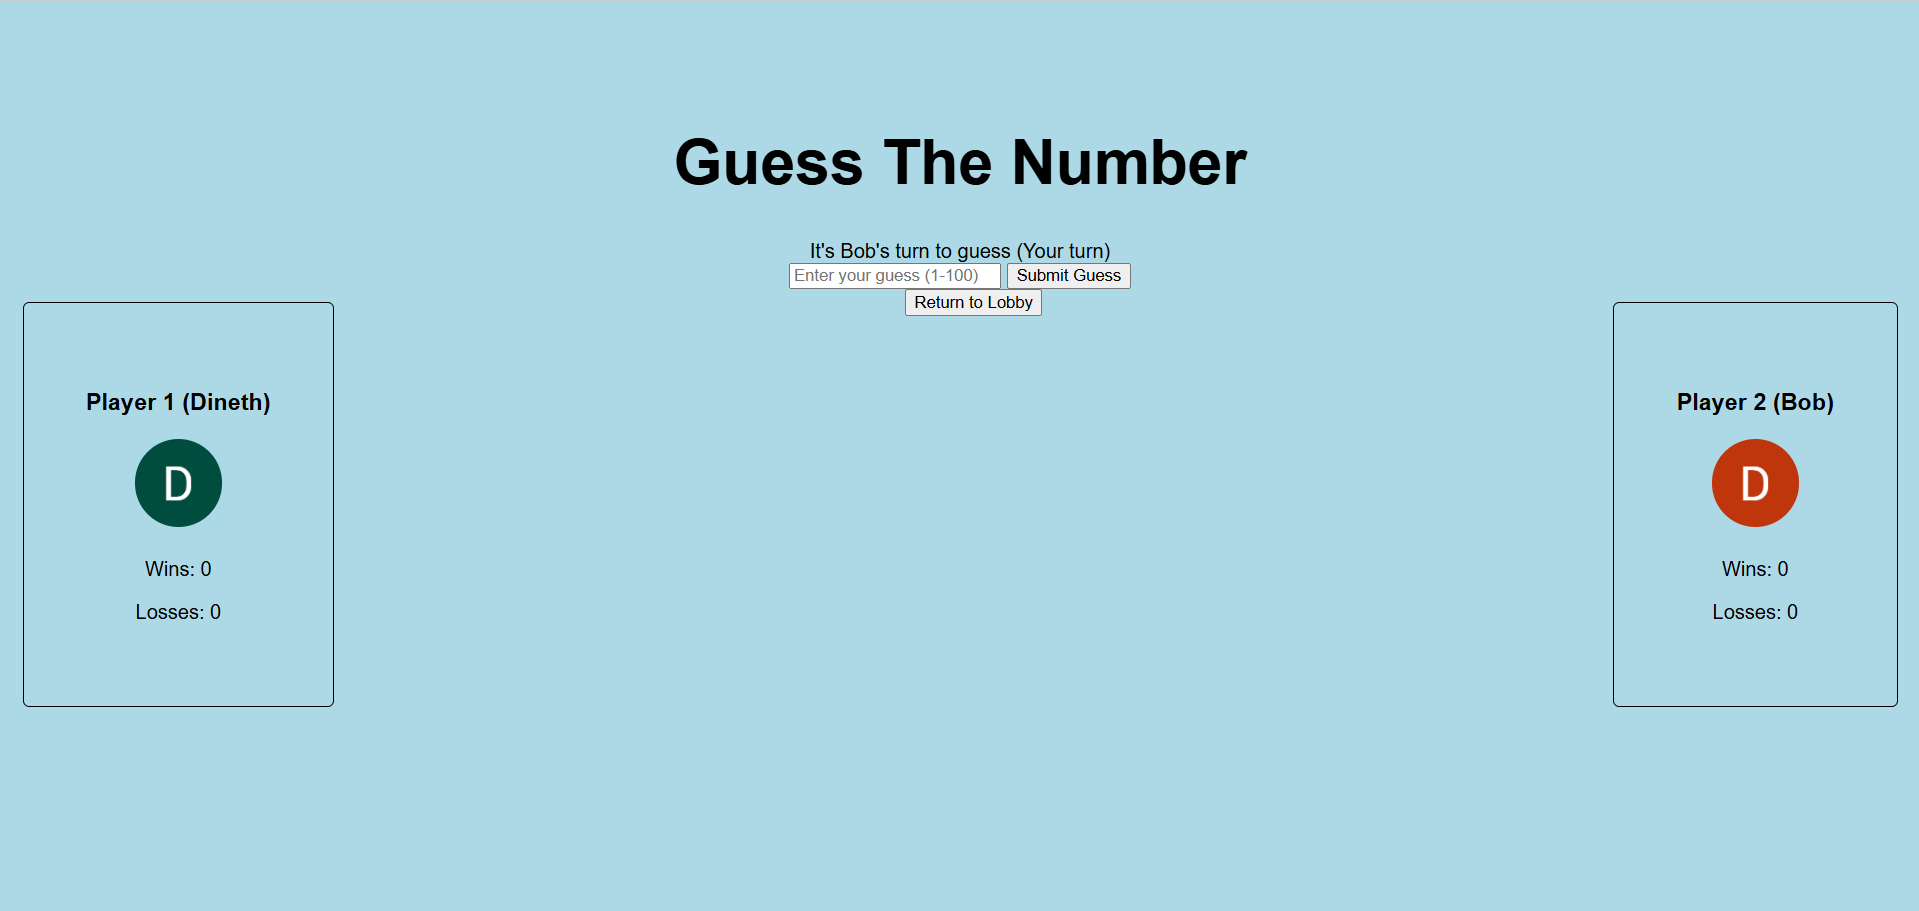 Guess The Number
It's Bob's turn to guess (Your turn)
Enter your guess (1-100) Submit Guess
Return to Lobby
Player 1 (Dineth)
D
Wins: 0
Losses: 0
Player 2 (Bob)
D
Wins: 0
Losses: 0